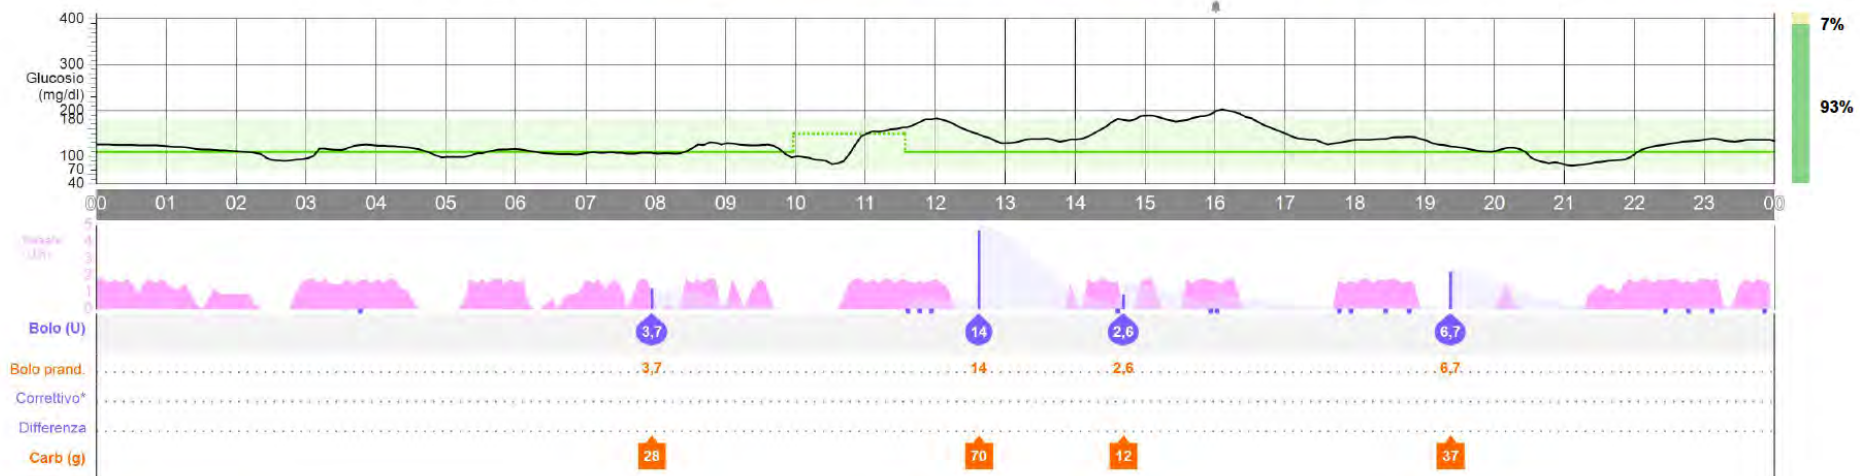 400
300
Glucosio
(mg/dl)
200
180
100
70
40
7%
93%
00 01 02 03 04 05 06 07 08 09 10 11 12 13 14 15 16 17 18 19 20 21 22 23 00
5
4
3
2
1
0
Bolo (U) 3,7 14 2,6 6,7
Bolo prand. 3,7 14 2,6 6,7
Correttivo*
Differenza
Carb (g) 28 70 12 37